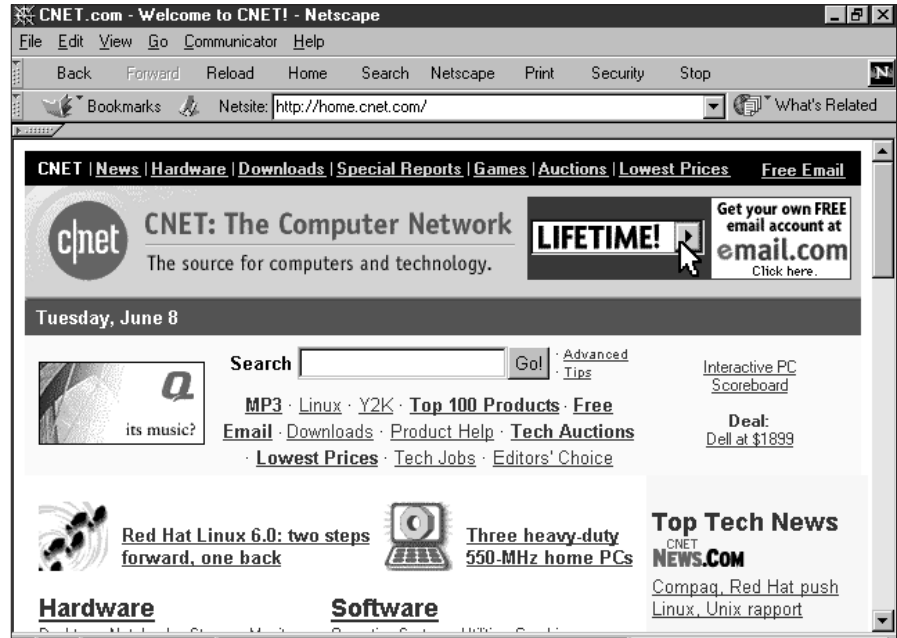 CNET.com - Welcome to CNET! - Netscape
File Edit View Go Communicator Help
Back Forward Reload Home Search Netscape Print Security Stop
N
Bookmarks Netsite: http://home.cnet.com/ What's Related
CNET | News | Hardware | Downloads | Special Reports | Games | Auctions | Lowest Prices Free Email
c|net
CNET: The Computer Network
The source for computers and technology.
LIFETIME!
Get your own FREE
email account at
email.com
Click here.
Tuesday, June 8
Q
its music?
Search Go! · Advanced
· Tips
MP3 · Linux · Y2K · Top 100 Products · Free
Email · Downloads · Product Help · Tech Auctions
· Lowest Prices · Tech Jobs · Editors' Choice
Interactive PC
Scoreboard
Deal:
Dell at $1899
Red Hat Linux 6.0: two steps
forward, one back
Three heavy-duty
550-MHz home PCs
Top Tech News
CNET
NEWS.COM
Compaq, Red Hat push
Linux, Unix rapport
Hardware
Software